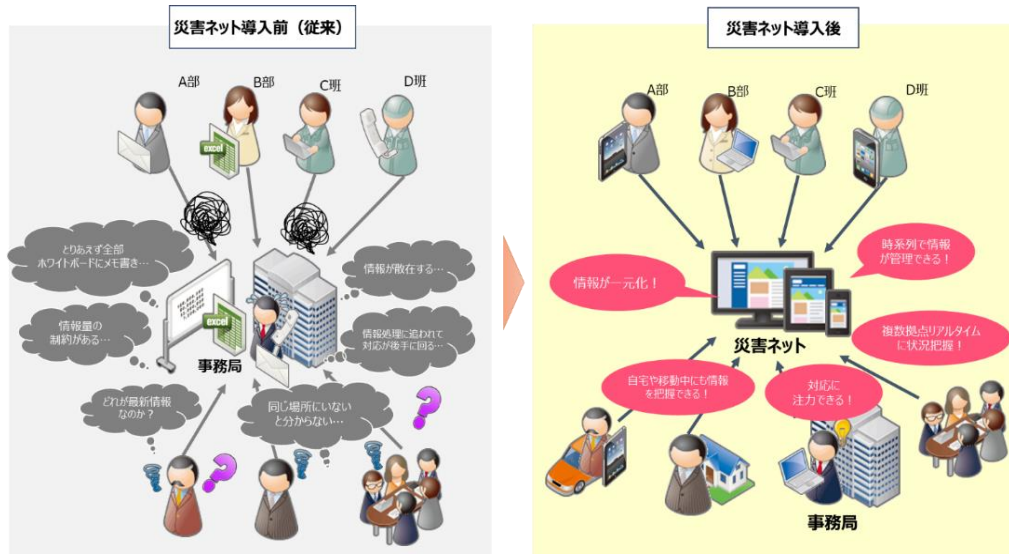 災害ネット導入前（従来）
A部
B部
C班
D班
excel
とりあえず全部
ホワイトボードにメモ書き…
情報が散在する…
情報量の
制約がある…
excel
情報処理に追われて
対応が後手に回る…
事務局
どれが最新情報
なのか？
同じ場所にいない
と分からない…
災害ネット導入後
A部
B部
C班
D班
時系列で情報
が管理できる！
情報が一元化！
複数拠点リアルタイム
に状況把握！
災害ネット
自宅や移動中にも情報
を把握できる！
対応に
注力できる！
事務局